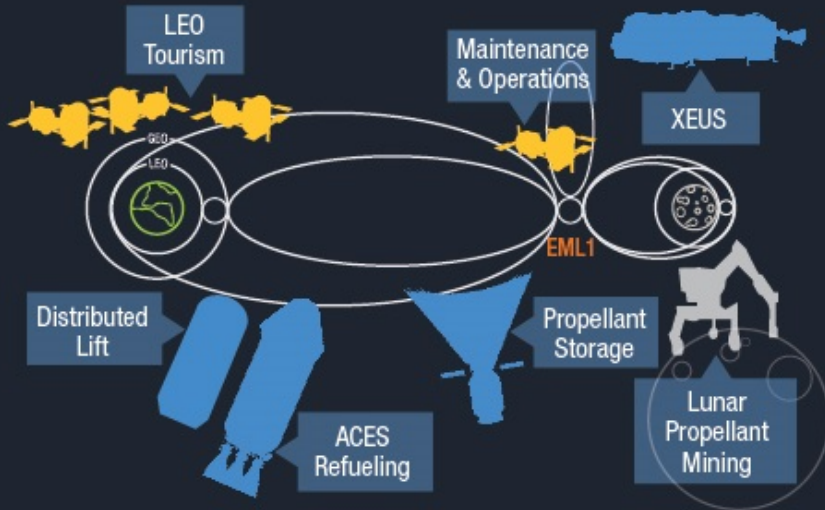 LEO
Tourism
Maintenance
& Operations
XEUS
GEO
LEO
EML1
Distributed
Lift
Propellant
Storage
ACES
Refueling
Lunar
Propellant
Mining